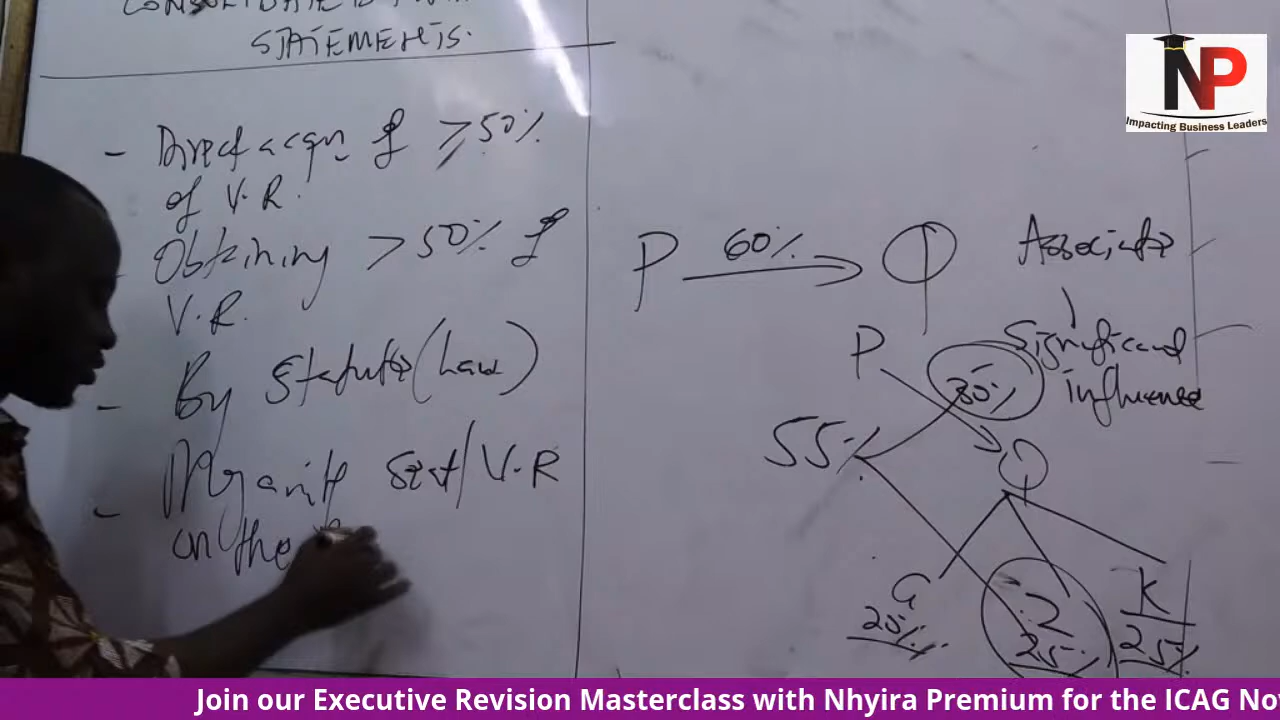 CONSOLIDATED
STATEMENTS.
- Direct acqn of ≥ 50%
of V.R.
Obtaining > 50% of
V.R.
- By Statute (Law)
- Majority seat/V.R
on the
P 60%
Associate
Significant
influence
P
30%
55%
G
20%
J
25%
K
25%
NP
Impacting Business Leaders
Join our Executive Revision Masterclass with Nhyira Premium for the ICAG No